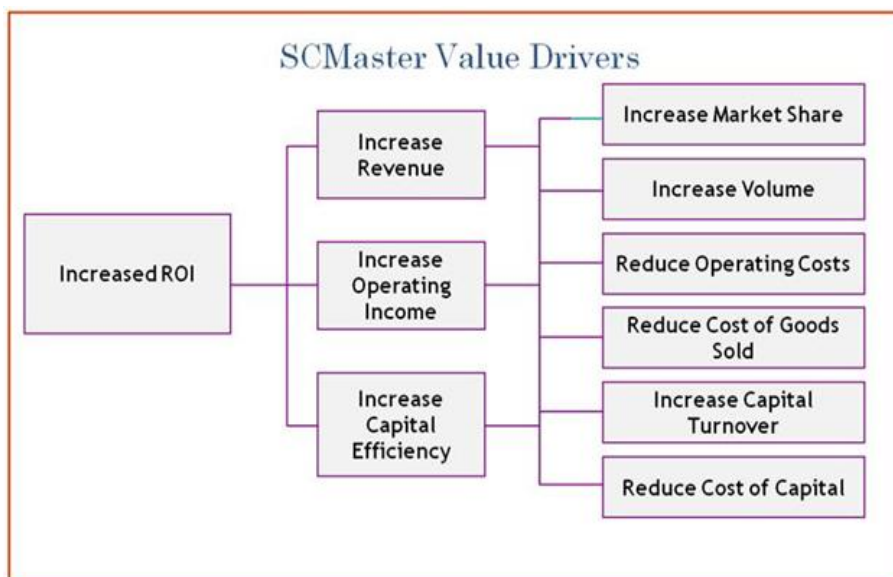 SCMaster Value Drivers
Increased ROI
Increase
Revenue
Increase
Operating
Income
Increase
Capital
Efficiency
Increase Market Share
Increase Volume
Reduce Operating Costs
Reduce Cost of Goods
Sold
Increase Capital
Turnover
Reduce Cost of Capital